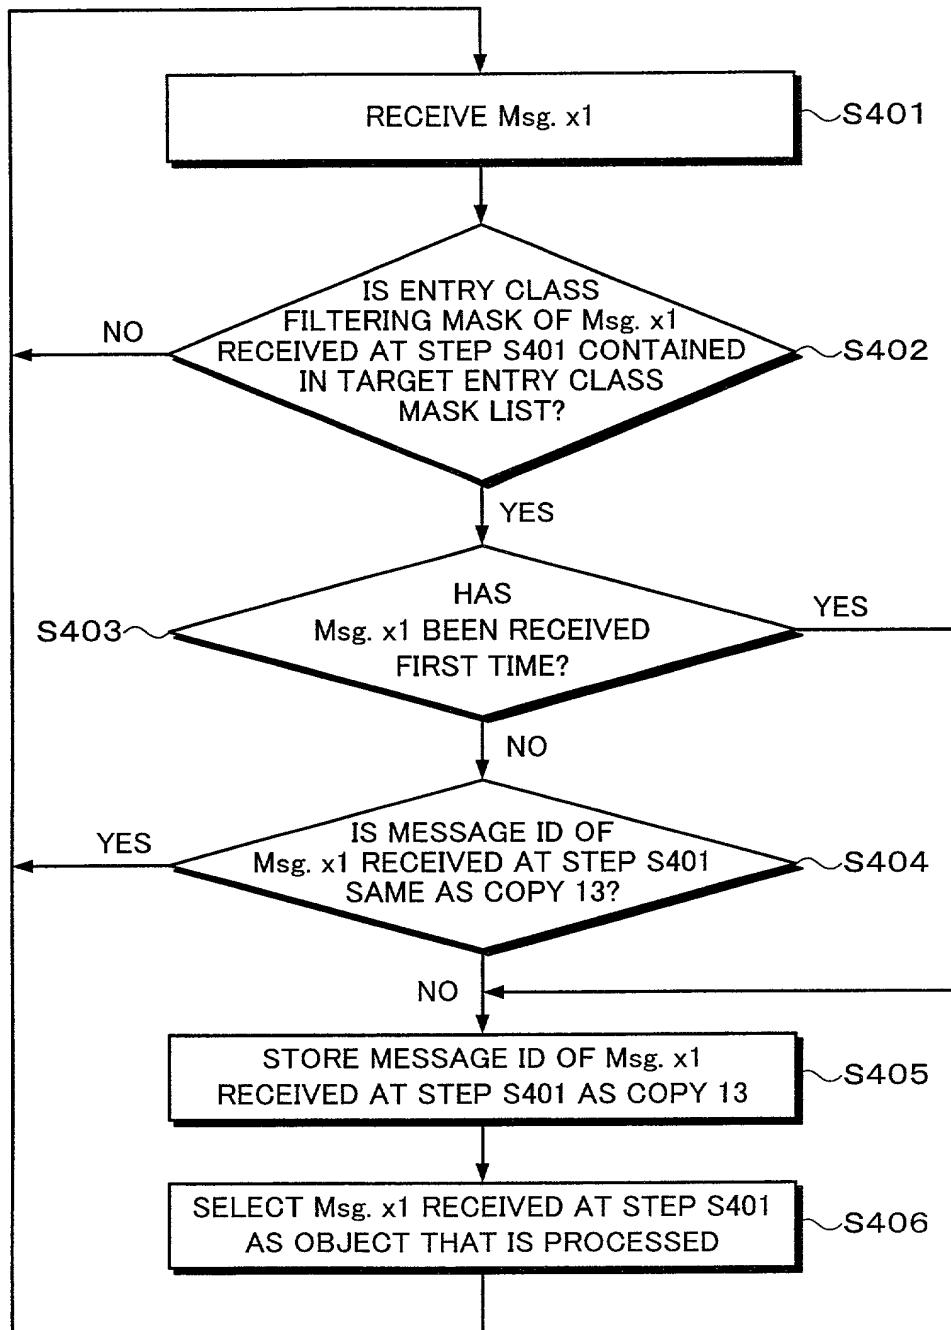 RECEIVE Msg. x1
S401
IS ENTRY CLASS
FILTERING MASK OF Msg. x1
RECEIVED AT STEP S401 CONTAINED
IN TARGET ENTRY CLASS
MASK LIST?
NO
S402
YES
HAS
Msg. x1 BEEN RECEIVED
FIRST TIME?
S403
YES
NO
IS MESSAGE ID OF
Msg. x1 RECEIVED AT STEP S401
SAME AS COPY 13?
YES
S404
NO
STORE MESSAGE ID OF Msg. x1
RECEIVED AT STEP S401 AS COPY 13
S405
SELECT Msg. x1 RECEIVED AT STEP S401
AS OBJECT THAT IS PROCESSED
S406